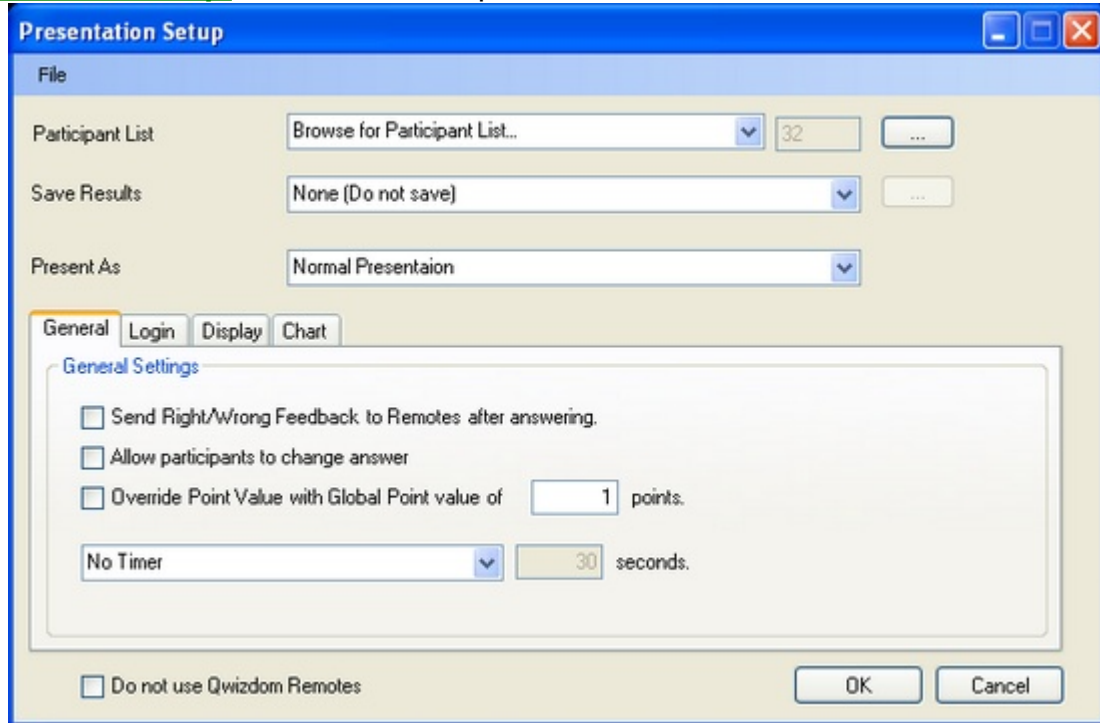 Presentation Setup
File
Participant List Browse for Participant List... 32 ...
Save Results None (Do not save) ...
Present As Normal Presentaion
General Login Display Chart
General Settings
Send Right/Wrong Feedback to Remotes after answering.
Allow participants to change answer
Override Point Value with Global Point value of 1 points.
No Timer 30 seconds.
Do not use Qwizdom Remotes OK Cancel